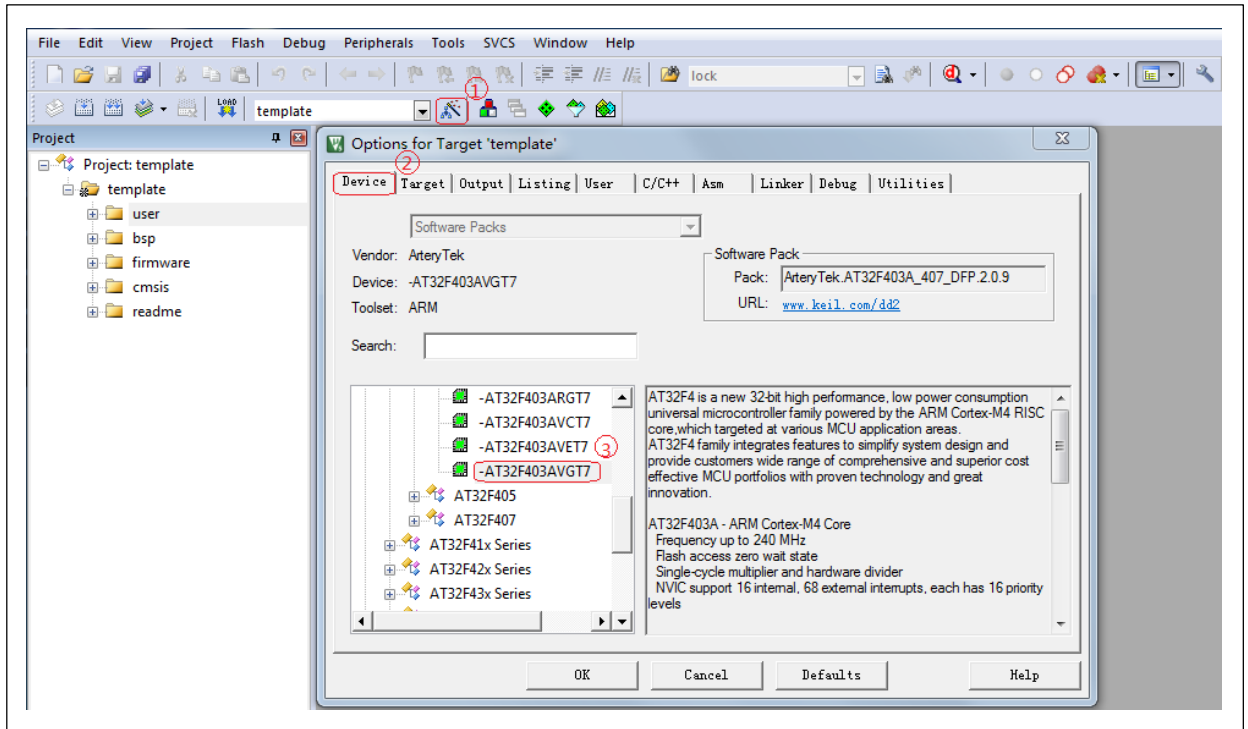 File Edit View Project Flash Debug Peripherals Tools SVCS Window Help
lock
①
LOAD template
Project
Project: template
template
user
bsp
firmware
cmsis
readme
Options for Target 'template'
②
Device Target Output Listing User C/C++ Asm Linker Debug Utilities
Software Packs
Vendor: ArteryTek
Device: -AT32F403AVGT7
Toolset: ARM
Software Pack
Pack: ArteryTek.AT32F403A_407_DFP.2.0.9
URL: www.keil.com/dd2
Search:
-AT32F403ARGT7
-AT32F403AVCT7
-AT32F403AVET7
③
-AT32F403AVGT7
AT32F405
AT32F407
AT32F41x Series
AT32F42x Series
AT32F43x Series
AT32F4 is a new 32-bit high performance, low power consumption
universal microcontroller family powered by the ARM Cortex-M4 RISC
core,which targeted at various MCU application areas.
AT32F4 family integrates features to simplify system design and
provide customers wide range of comprehensive and superior cost
effective MCU portfolios with proven technology and great
innovation.
AT32F403A - ARM Cortex-M4 Core
Frequency up to 240 MHz
Flash access zero wait state
Single-cycle multiplier and hardware divider
NVIC support 16 internal, 68 external interrupts, each has 16 priority
levels
OK Cancel Defaults Help